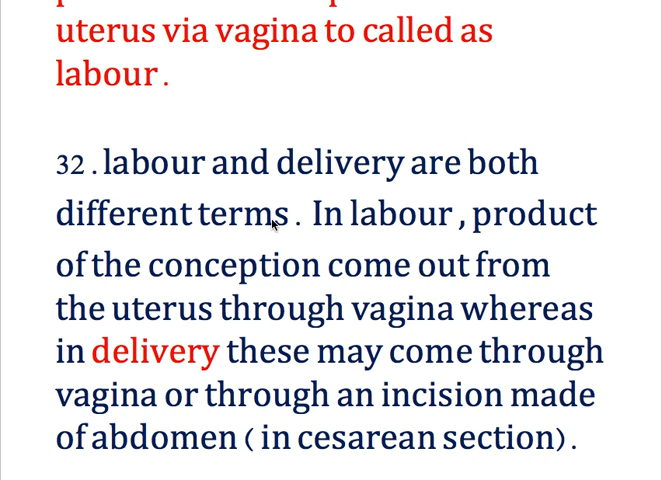 uterus via vagina to called as
labour.
32. labour and delivery are both
different terms. In labour, product
of the conception come out from
the uterus through vagina whereas
in delivery these may come through
vagina or through an incision made
of abdomen (in cesarean section).